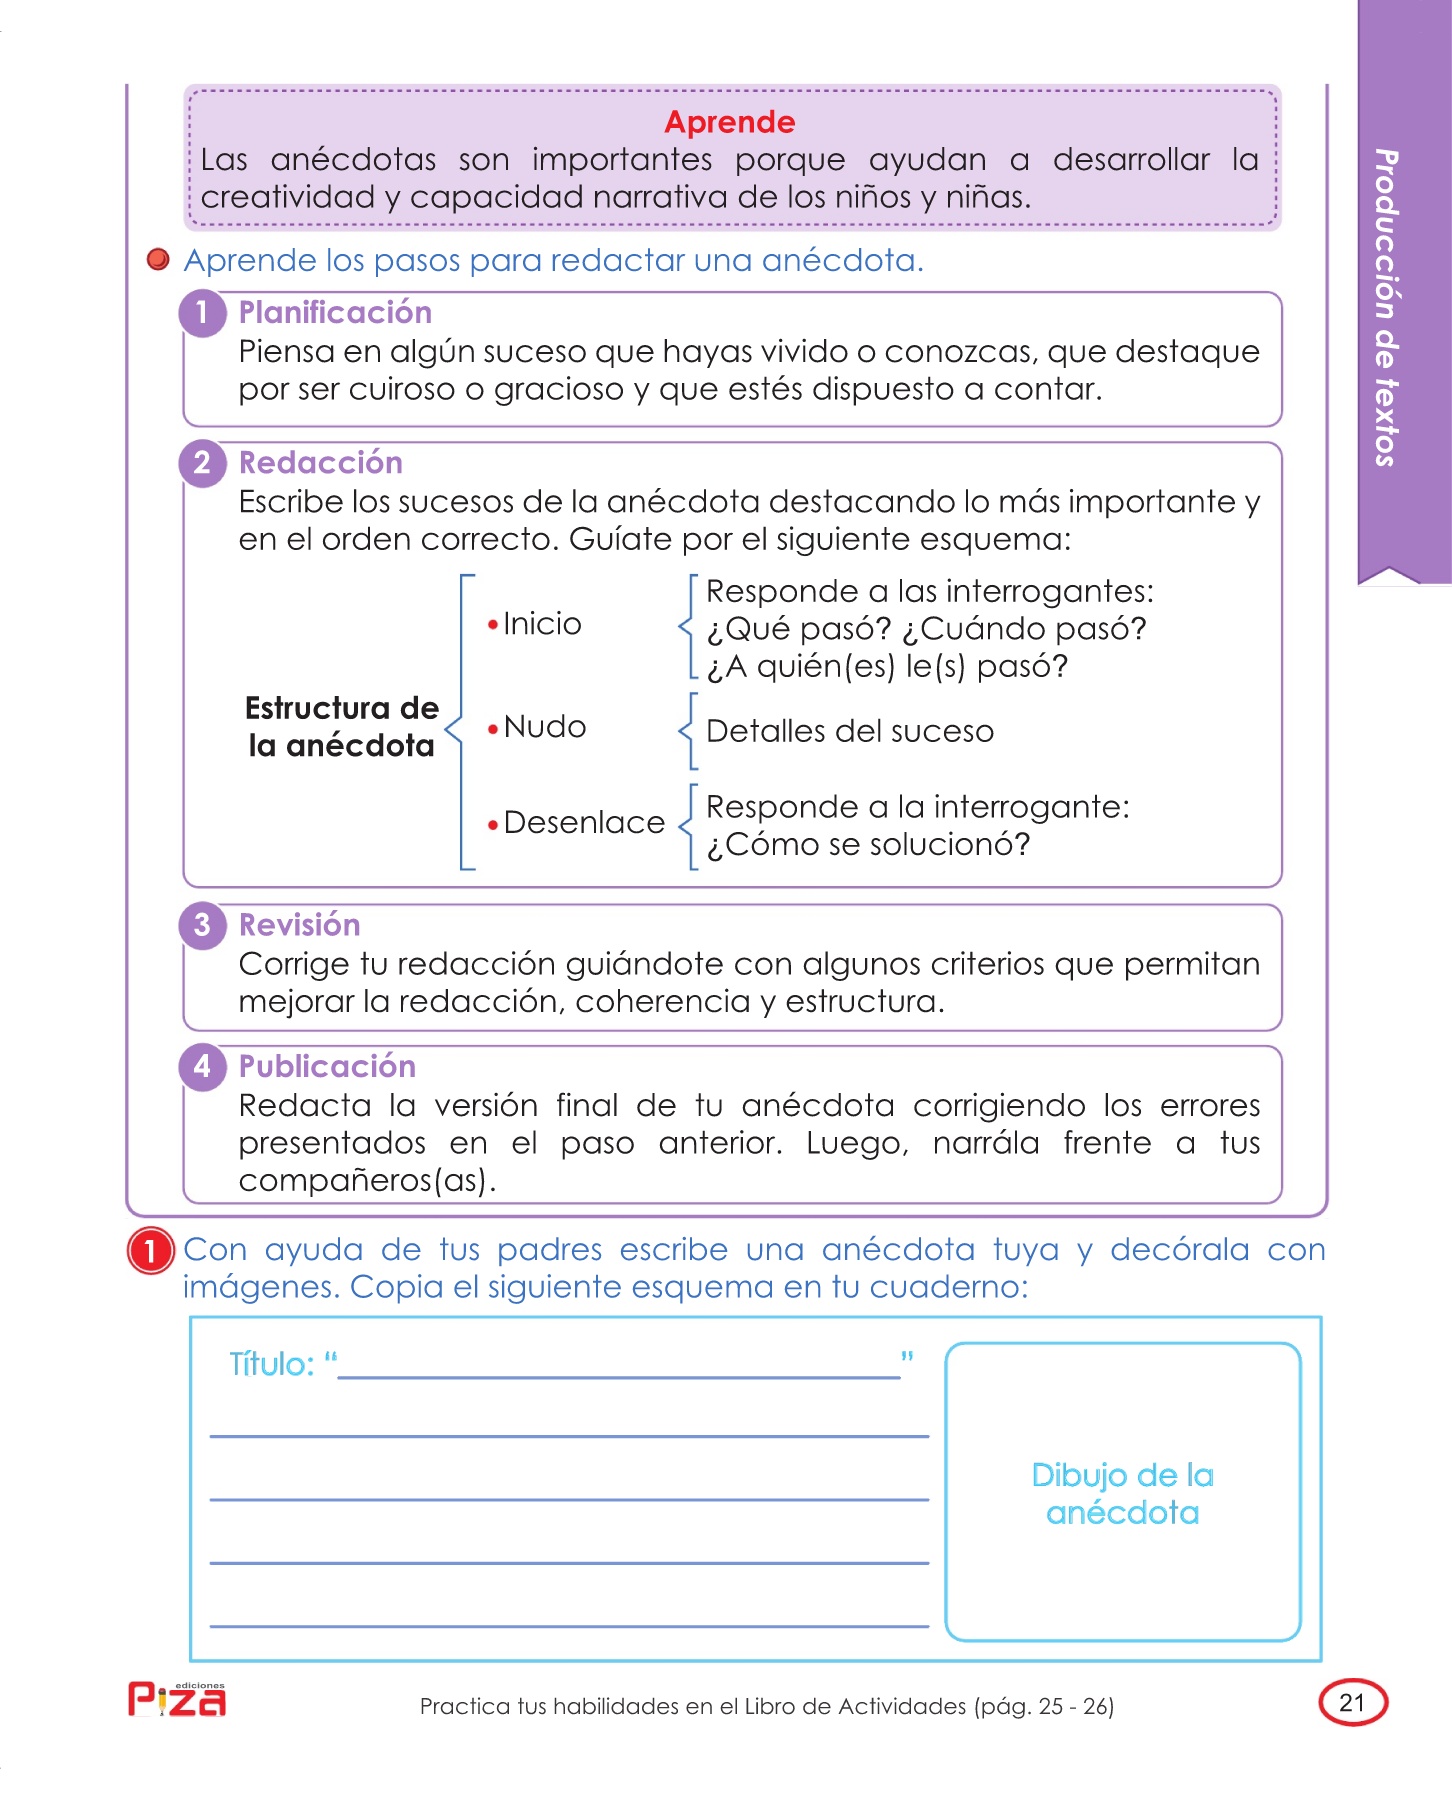 Producción de textos
Aprende
Las anécdotas son importantes porque ayudan a desarrollar la
creatividad y capacidad narrativa de los niños y niñas.
Aprende los pasos para redactar una anécdota.
1 Planificación
Piensa en algún suceso que hayas vivido o conozcas, que destaque
por ser cuiroso o gracioso y que estés dispuesto a contar.
2 Redacción
Escribe los sucesos de la anécdota destacando lo más importante y
en el orden correcto. Guíate por el siguiente esquema:
Estructura de
la anécdota
• Inicio
Responde a las interrogantes:
¿Qué pasó? ¿Cuándo pasó?
¿A quién(es) le(s) pasó?
• Nudo
Detalles del suceso
• Desenlace
Responde a la interrogante:
¿Cómo se solucionó?
3 Revisión
Corrige tu redacción guiándote con algunos criterios que permitan
mejorar la redacción, coherencia y estructura.
4 Publicación
Redacta la versión final de tu anécdota corrigiendo los errores
presentados en el paso anterior. Luego, narrála frente a tus
compañeros(as).
1 Con ayuda de tus padres escribe una anécdota tuya y decórala con
imágenes. Copia el siguiente esquema en tu cuaderno:
Título: “ ”
Dibujo de la
anécdota
ediciones
PIZA
Practica tus habilidades en el Libro de Actividades (pág. 25 - 26)
21